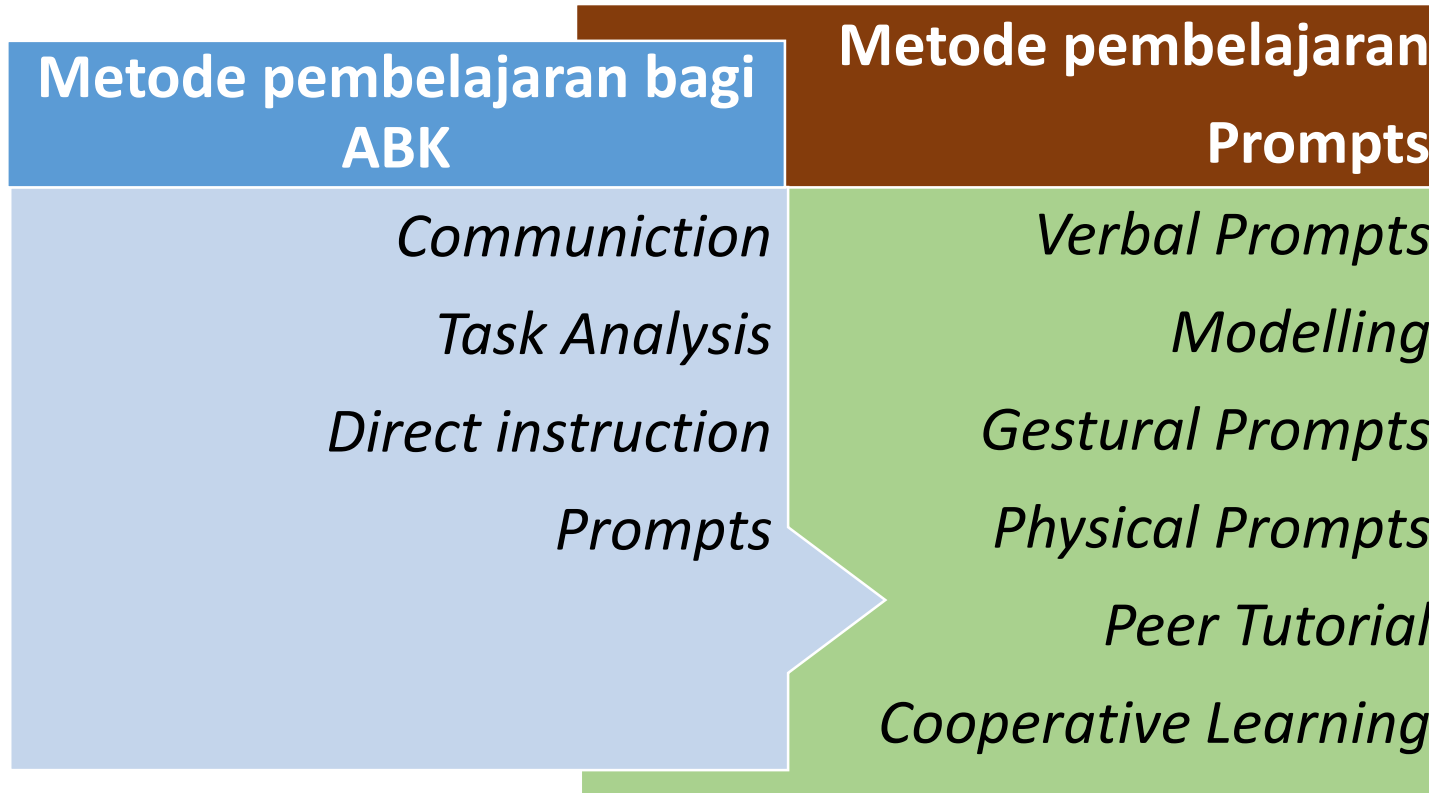 Metode pembelajaran bagi
ABK
Communiction
Task Analysis
Direct instruction
Prompts
Metode pembelajaran
Prompts
Verbal Prompts
Modelling
Gestural Prompts
Physical Prompts
Peer Tutorial
Cooperative Learning